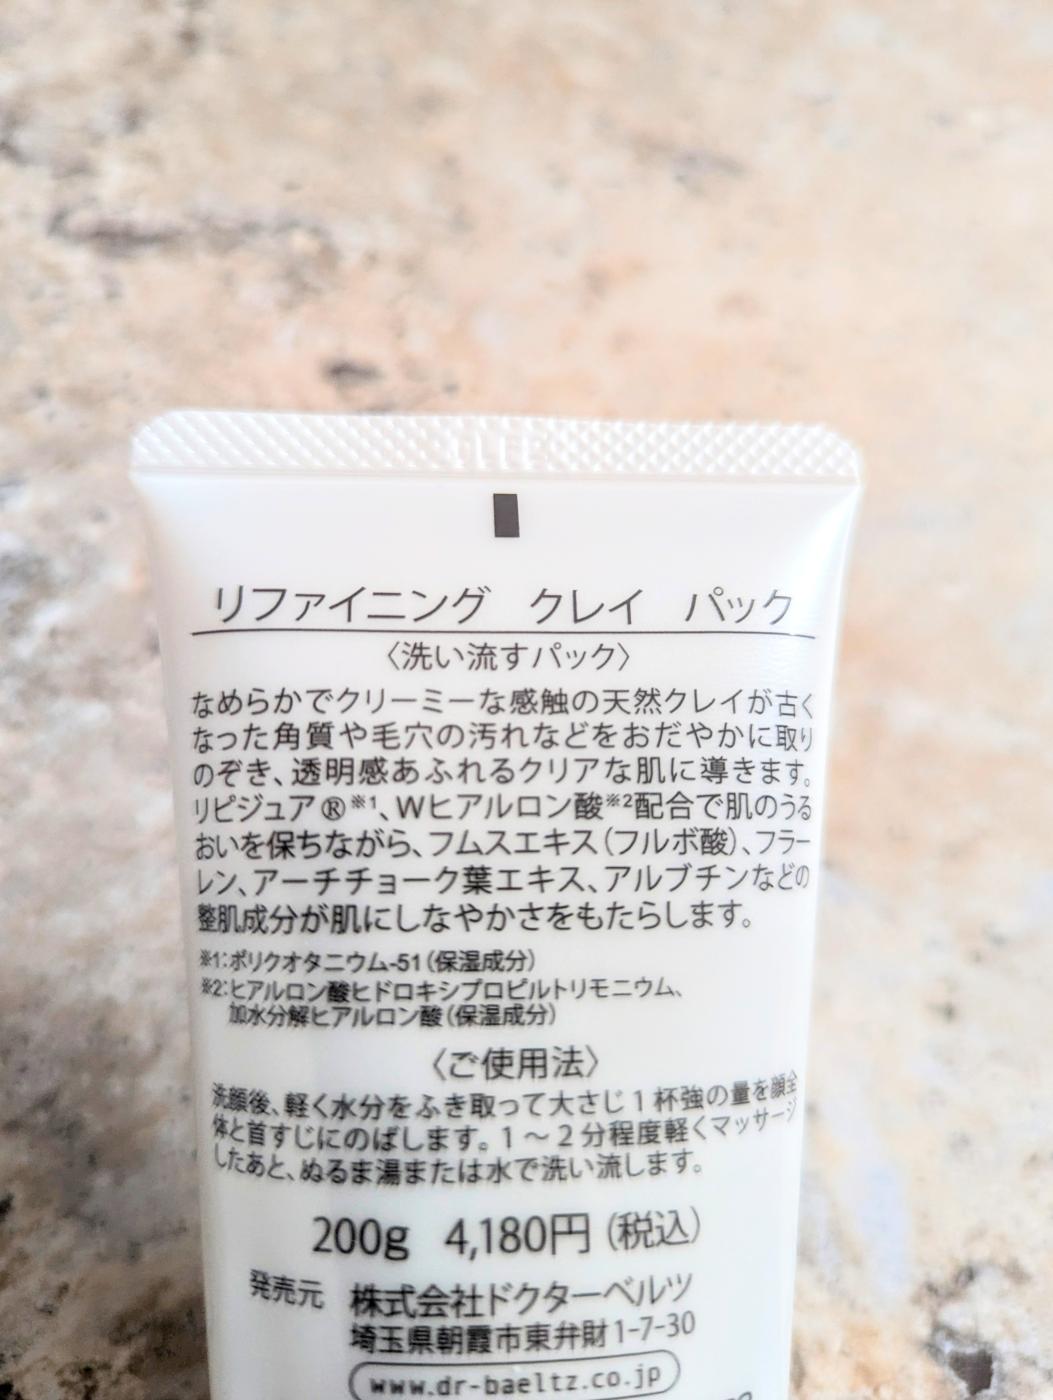 リファイニング クレイ パック
〈洗い流すパック〉
なめらかでクリーミーな感触の天然クレイが古く
なった角質や毛穴の汚れなどをおだやかに取り
のぞき、透明感あふれるクリアな肌に導きます。
リピジュア®※1、Wヒアルロン酸※2配合で肌のうる
おいを保ちながら、フムスエキス(フルボ酸)、フラー
レン、アーチチョーク葉エキス、アルブチンなどの
整肌成分が肌にしなやかさをもたらします。
※1:ポリクオタニウム-51(保湿成分)
※2:ヒアルロン酸ヒドロキシプロピルトリモニウム、
加水分解ヒアルロン酸(保湿成分)
〈ご使用法〉
洗顔後、軽く水分をふき取って大さじ1杯強の量を顔全
体と首すじにのばします。1～2分程度軽くマッサージ
したあと、ぬるま湯または水で洗い流します。
200g 4,180円(税込)
発売元 株式会社ドクターベルツ
埼玉県朝霞市東弁財1-7-30
www.dr-baeltz.co.jp